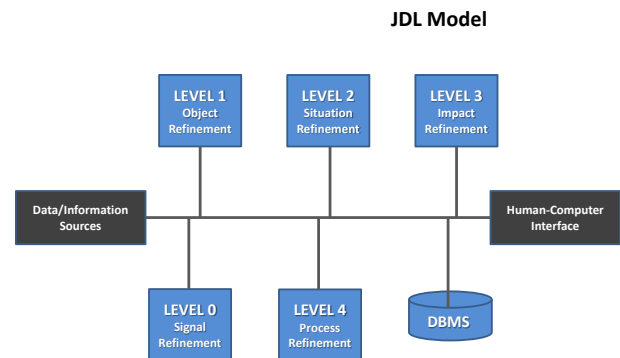 JDL Model
LEVEL 1
Object
Refinement
LEVEL 2
Situation
Refinement
LEVEL 3
Impact
Refinement
Data/Information
Sources
Human-Computer
Interface
LEVEL 0
Signal
Refinement
LEVEL 4
Process
Refinement
DBMS